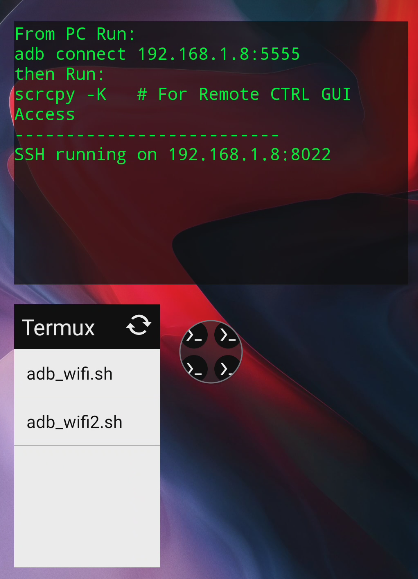 From PC Run:
adb connect 192.168.1.8:5555
then Run:
scrcpy -K   # For Remote CTRL GUI
Access
--------------------------
SSH running on 192.168.1.8:8022
Termux
adb_wifi.sh
adb_wifi2.sh